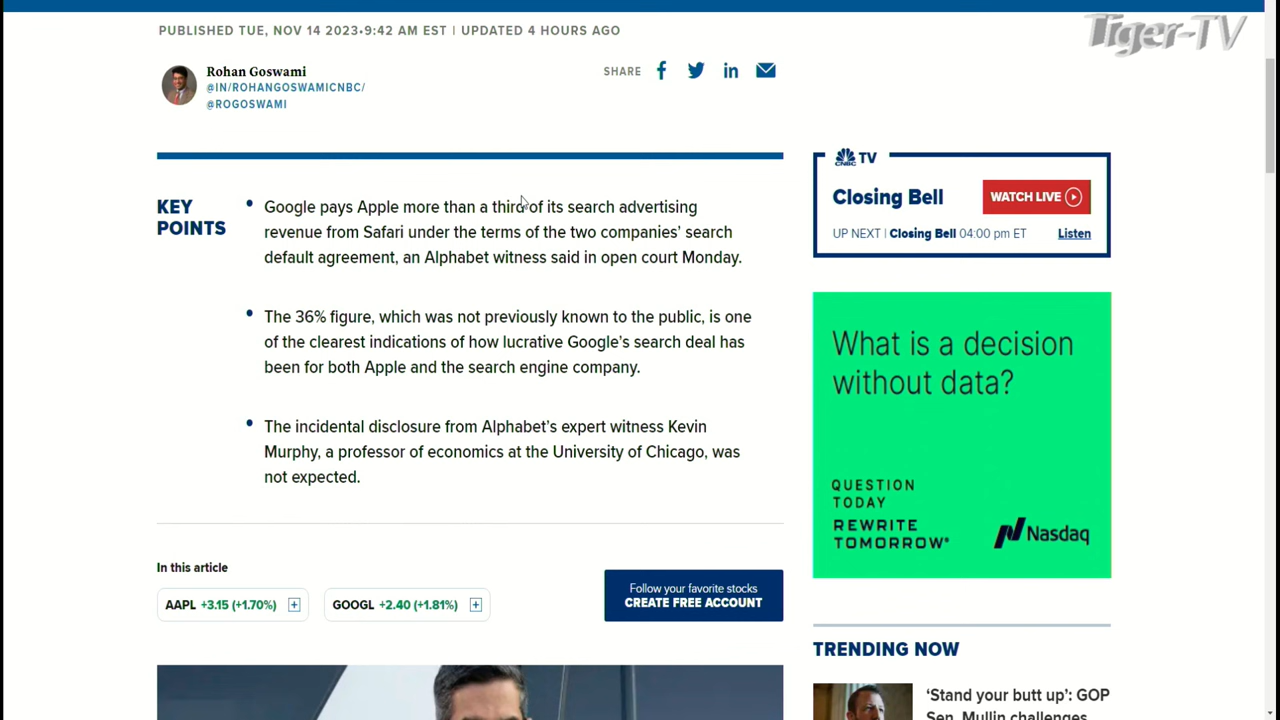 Tiger-TV
PUBLISHED TUE, NOV 14 2023•9:42 AM EST | UPDATED 4 HOURS AGO
Rohan Goswami
@IN/ROHANGOSWAMICNBC/
@ROGOSWAMI
SHARE
KEY
POINTS
• Google pays Apple more than a third of its search advertising
revenue from Safari under the terms of the two companies’ search
default agreement, an Alphabet witness said in open court Monday.
• The 36% figure, which was not previously known to the public, is one
of the clearest indications of how lucrative Google’s search deal has
been for both Apple and the search engine company.
• The incidental disclosure from Alphabet’s expert witness Kevin
Murphy, a professor of economics at the University of Chicago, was
not expected.
In this article
AAPL +3.15 (+1.70%) +
GOOGL +2.40 (+1.81%) +
Follow your favorite stocks
CREATE FREE ACCOUNT
CNBC TV
Closing Bell
WATCH LIVE
UP NEXT | Closing Bell 04:00 pm ET
Listen
What is a decision
without data?
QUESTION
TODAY
REWRITE
TOMORROW®
Nasdaq
TRENDING NOW
‘Stand your butt up’: GOP
Sen. Mullin challenges